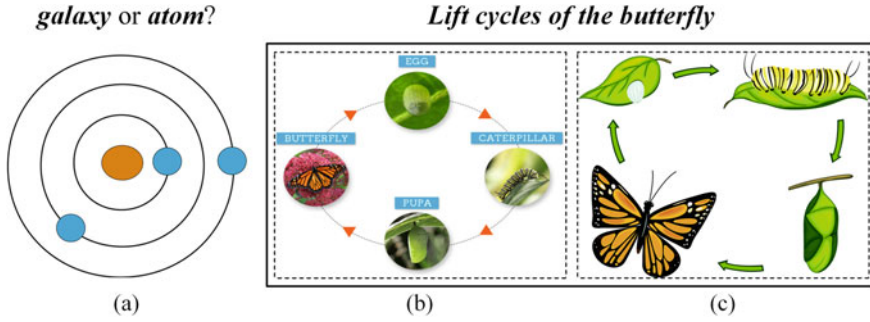 galaxy or atom?
Lift cycles of the butterfly
EGG
BUTTERFLY
CATERPILLAR
PUPA
(a)
(b)
(c)